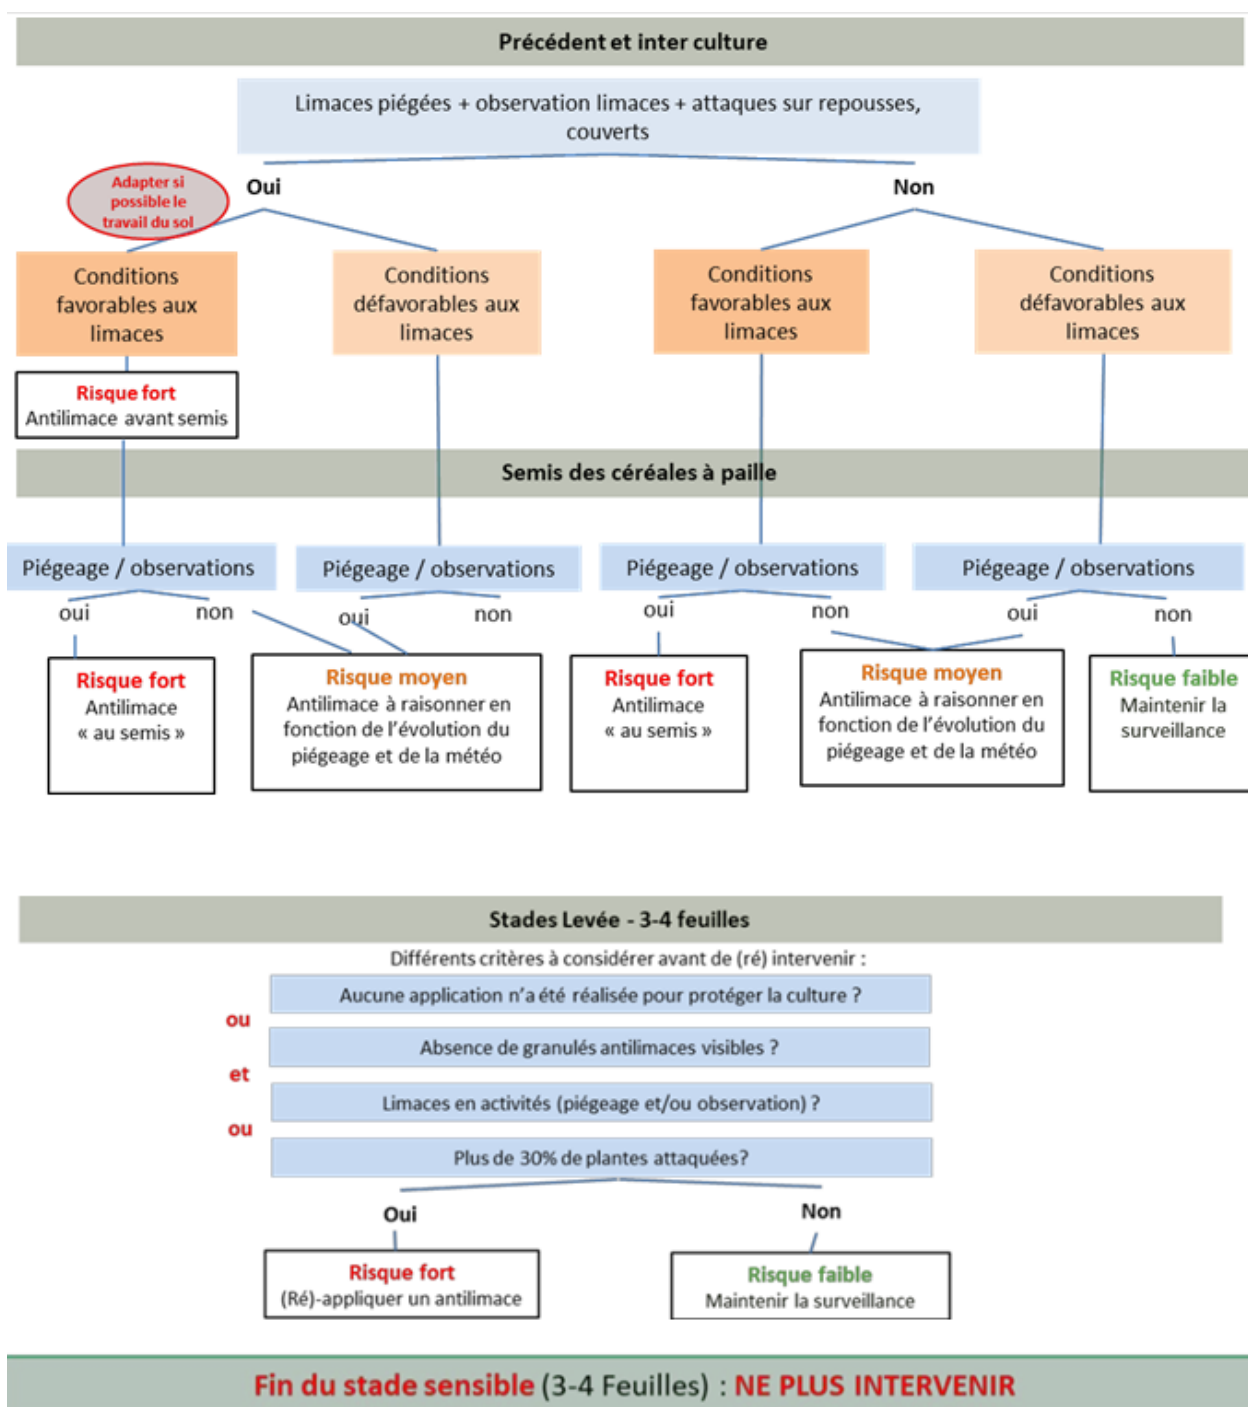 Précédent et inter culture
Limaces piégées + observation limaces + attaques sur repousses,
couverts
Adapter si
possible le
travail du sol
Oui
Non
Conditions
favorables aux
limaces
Conditions
défavorables aux
limaces
Conditions
favorables aux
limaces
Conditions
défavorables aux
limaces
Risque fort
Antilimace avant semis
Semis des céréales à paille
Piégeage / observations
Piégeage / observations
Piégeage / observations
Piégeage / observations
oui
non
oui
non
oui
non
oui
non
Risque fort
Antilimace
« au semis »
Risque moyen
Antilimace à raisonner en
fonction de l'évolution du
piégeage et de la météo
Risque fort
Antilimace
« au semis »
Risque moyen
Antilimace à raisonner en
fonction de l'évolution du
piégeage et de la météo
Risque faible
Maintenir la
surveillance
Stades Levée - 3-4 feuilles
Différents critères à considérer avant de (ré) intervenir :
Aucune application n'a été réalisée pour protéger la culture ?
ou
Absence de granulés antilimaces visibles ?
et
Limaces en activités (piégeage et/ou observation) ?
ou
Plus de 30% de plantes attaquées?
Oui
Non
Risque fort
(Ré)-appliquer un antilimace
Risque faible
Maintenir la surveillance
Fin du stade sensible (3-4 Feuilles) : NE PLUS INTERVENIR